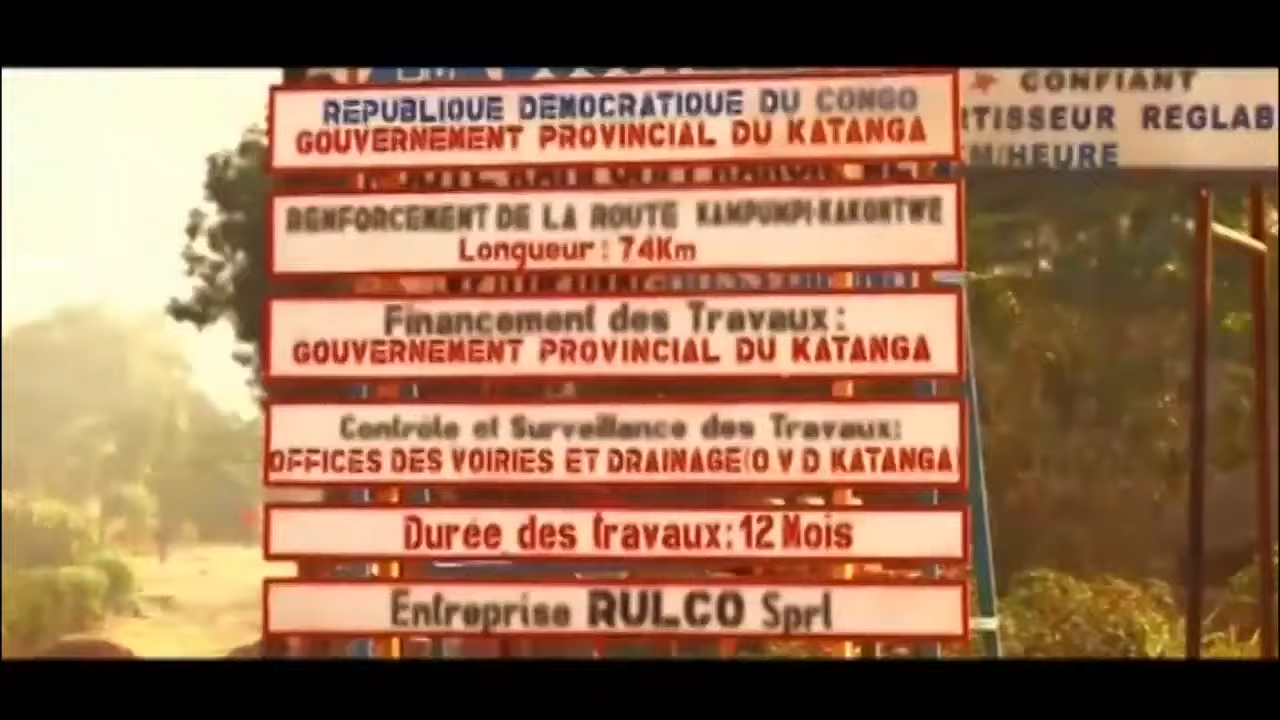 REPUBLIQUE DEMOCRATIQUE DU CONGO
GOUVERNEMENT PROVINCIAL DU KATANGA
RENFORCEMENT DE LA ROUTE KAMPUMPI-KAKONTWE
Longueur : 74Km
Financement des Travaux :
GOUVERNEMENT PROVINCIAL DU KATANGA
Contrôle et Surveillance des Travaux:
OFFICES DES VOIRIES ET DRAINAGE(O V D KATANGA)
Durée des travaux: 12 Mois
Entreprise RULCO Sprl
CONFIANT
RTISSEUR REGLAB
M/HEURE